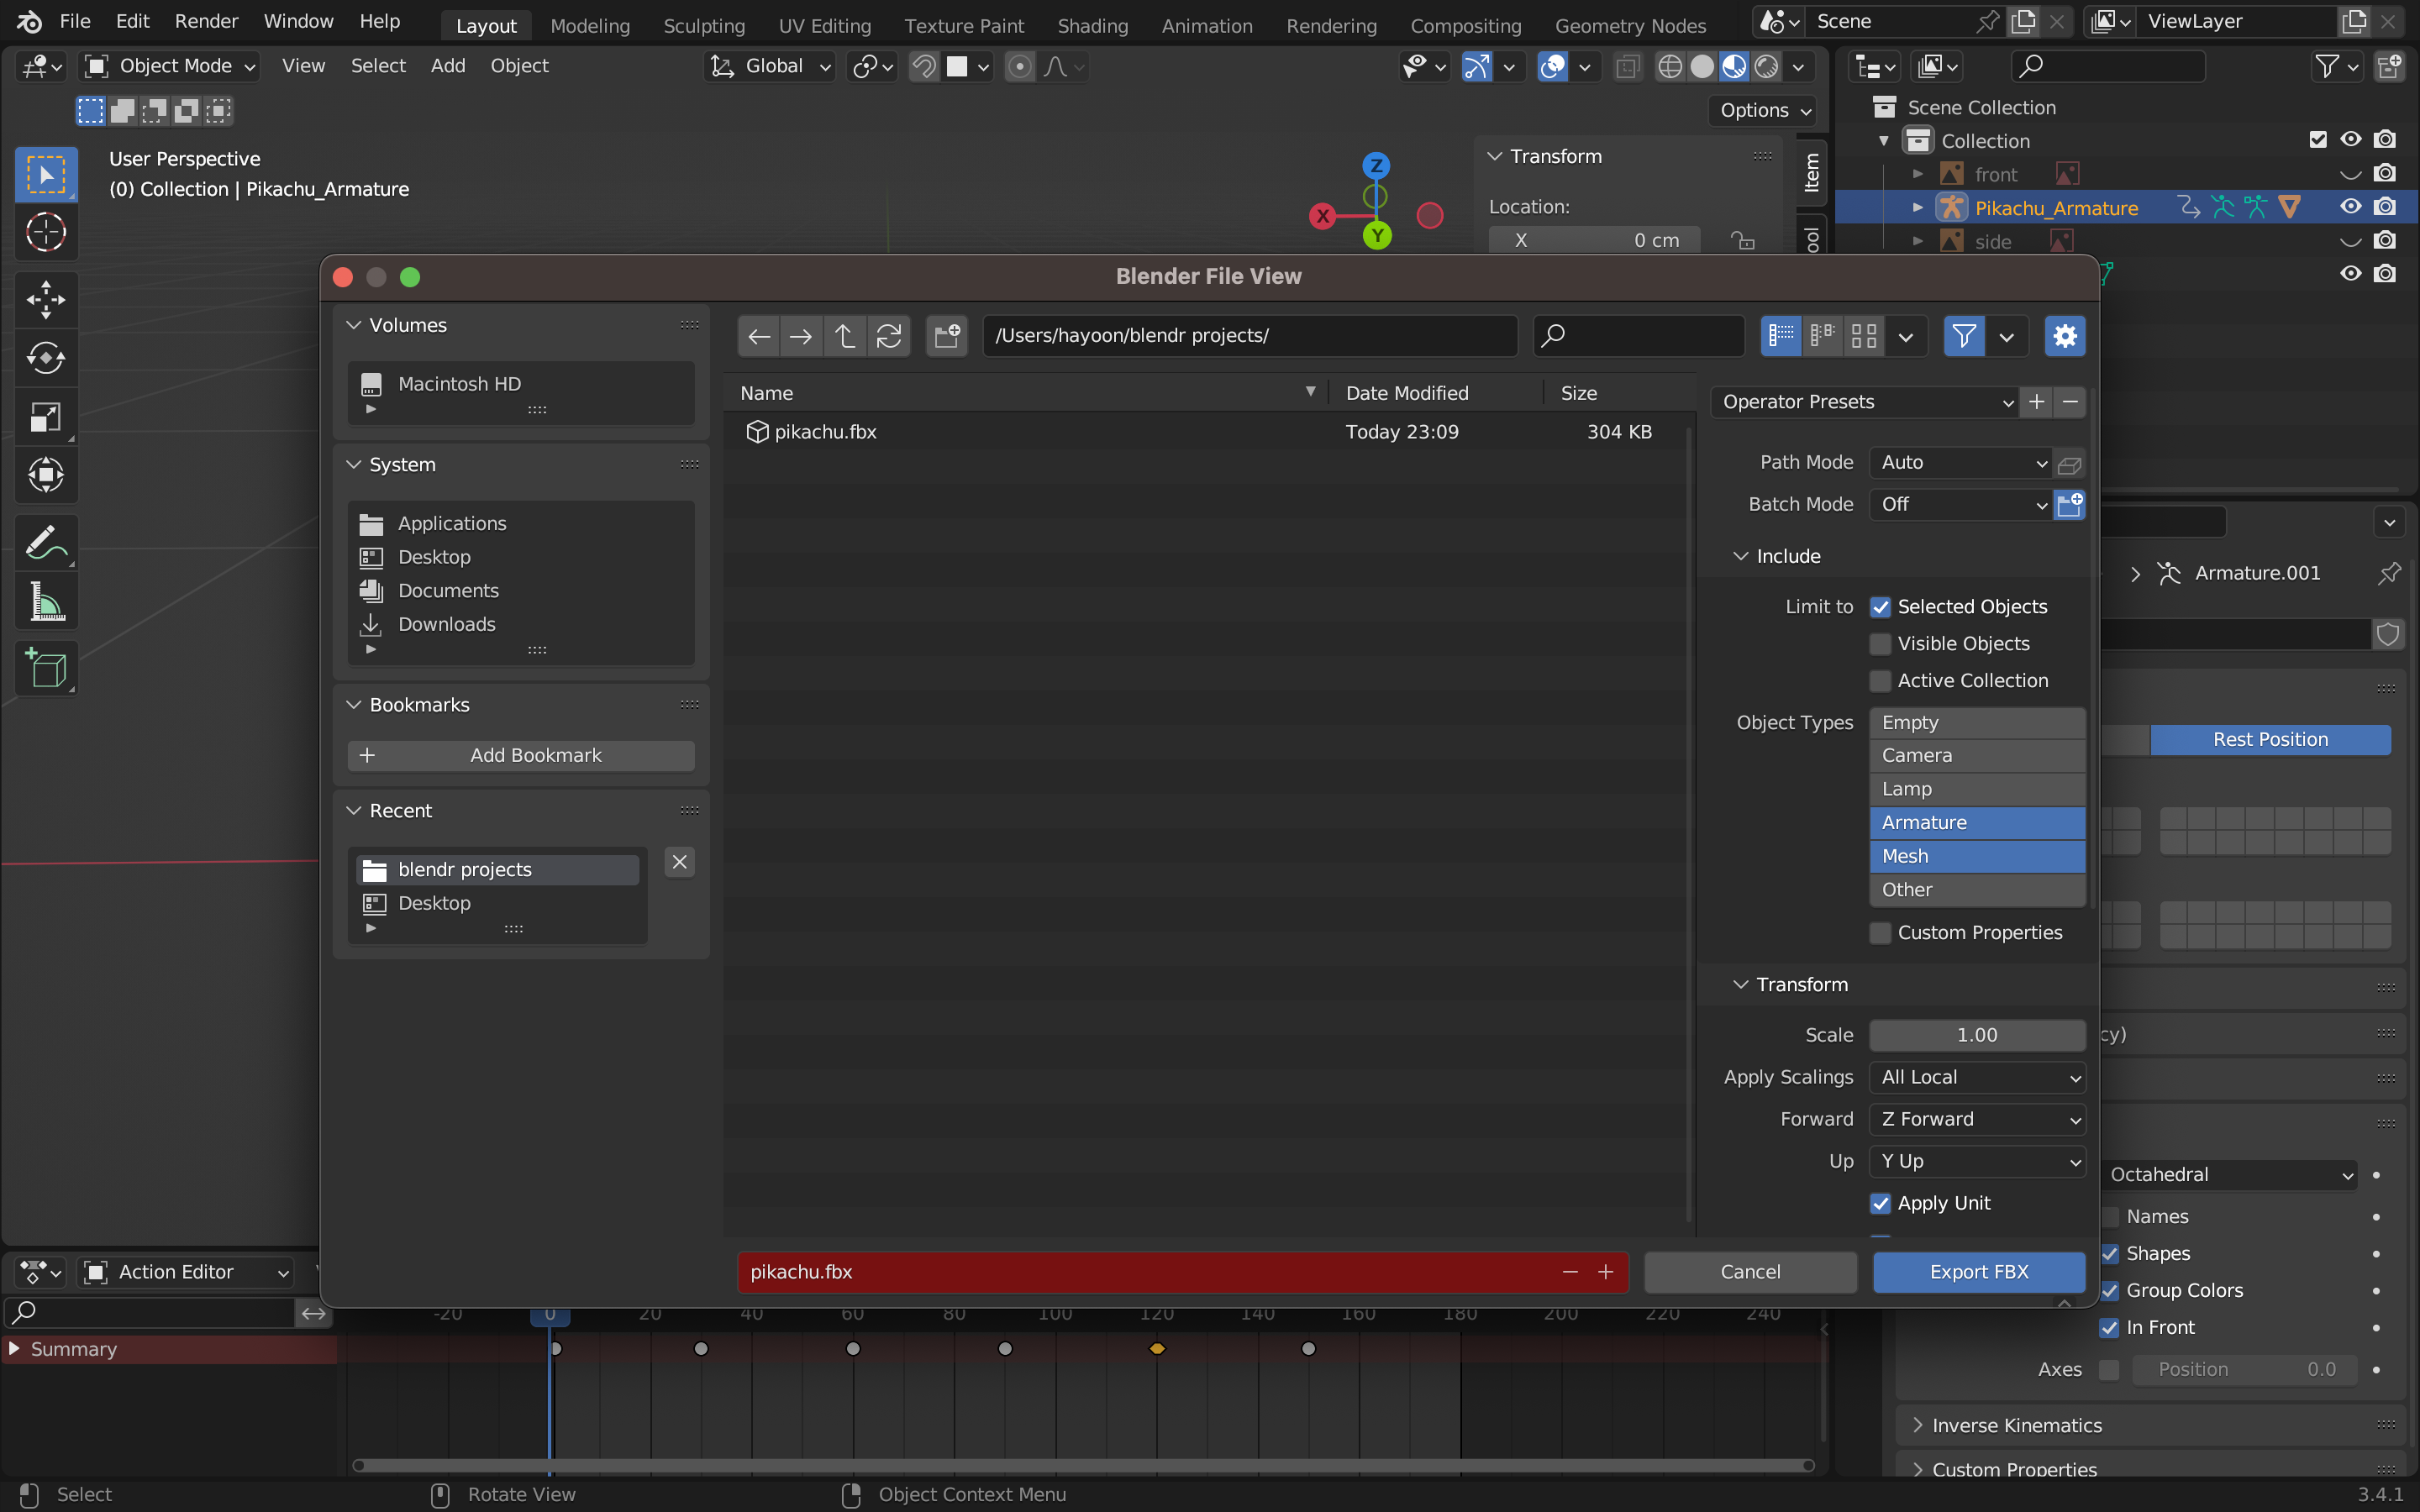 File Edit Render Window Help Layout Modeling Sculpting UV Editing Texture Paint Shading Animation Rendering Compositing Geometry Nodes Scene ViewLayer
Object Mode View Select Add Object Global
Options
User Perspective
(0) Collection | Pikachu_Armature
Z
X
Y
Transform
Location:
X 0 cm
Item
Scene Collection
Collection
front
Pikachu_Armature
side
Blender File View
Volumes
Macintosh HD
System
Applications
Desktop
Documents
Downloads
Bookmarks
Add Bookmark
Recent
blendr projects
Desktop
/Users/hayoon/blendr projects/
Name Date Modified Size
pikachu.fbx Today 23:09 304 KB
Operator Presets
Path Mode Auto
Batch Mode Off
Include
Limit to Selected Objects
Visible Objects
Active Collection
Object Types Empty
Camera
Lamp
Armature
Mesh
Other
Custom Properties
Transform
Scale 1.00
Apply Scalings All Local
Forward Z Forward
Up Y Up
Apply Unit
pikachu.fbx Cancel Export FBX
Armature.001
Rest Position
cy)
Octahedral
Names
Shapes
Group Colors
In Front
Axes Position 0.0
Inverse Kinematics
Custom Properties
Action Editor
-20 0 20 40 60 80 100 120 140 160 180 200 220 240
Summary
Select Rotate View Object Context Menu 3.4.1